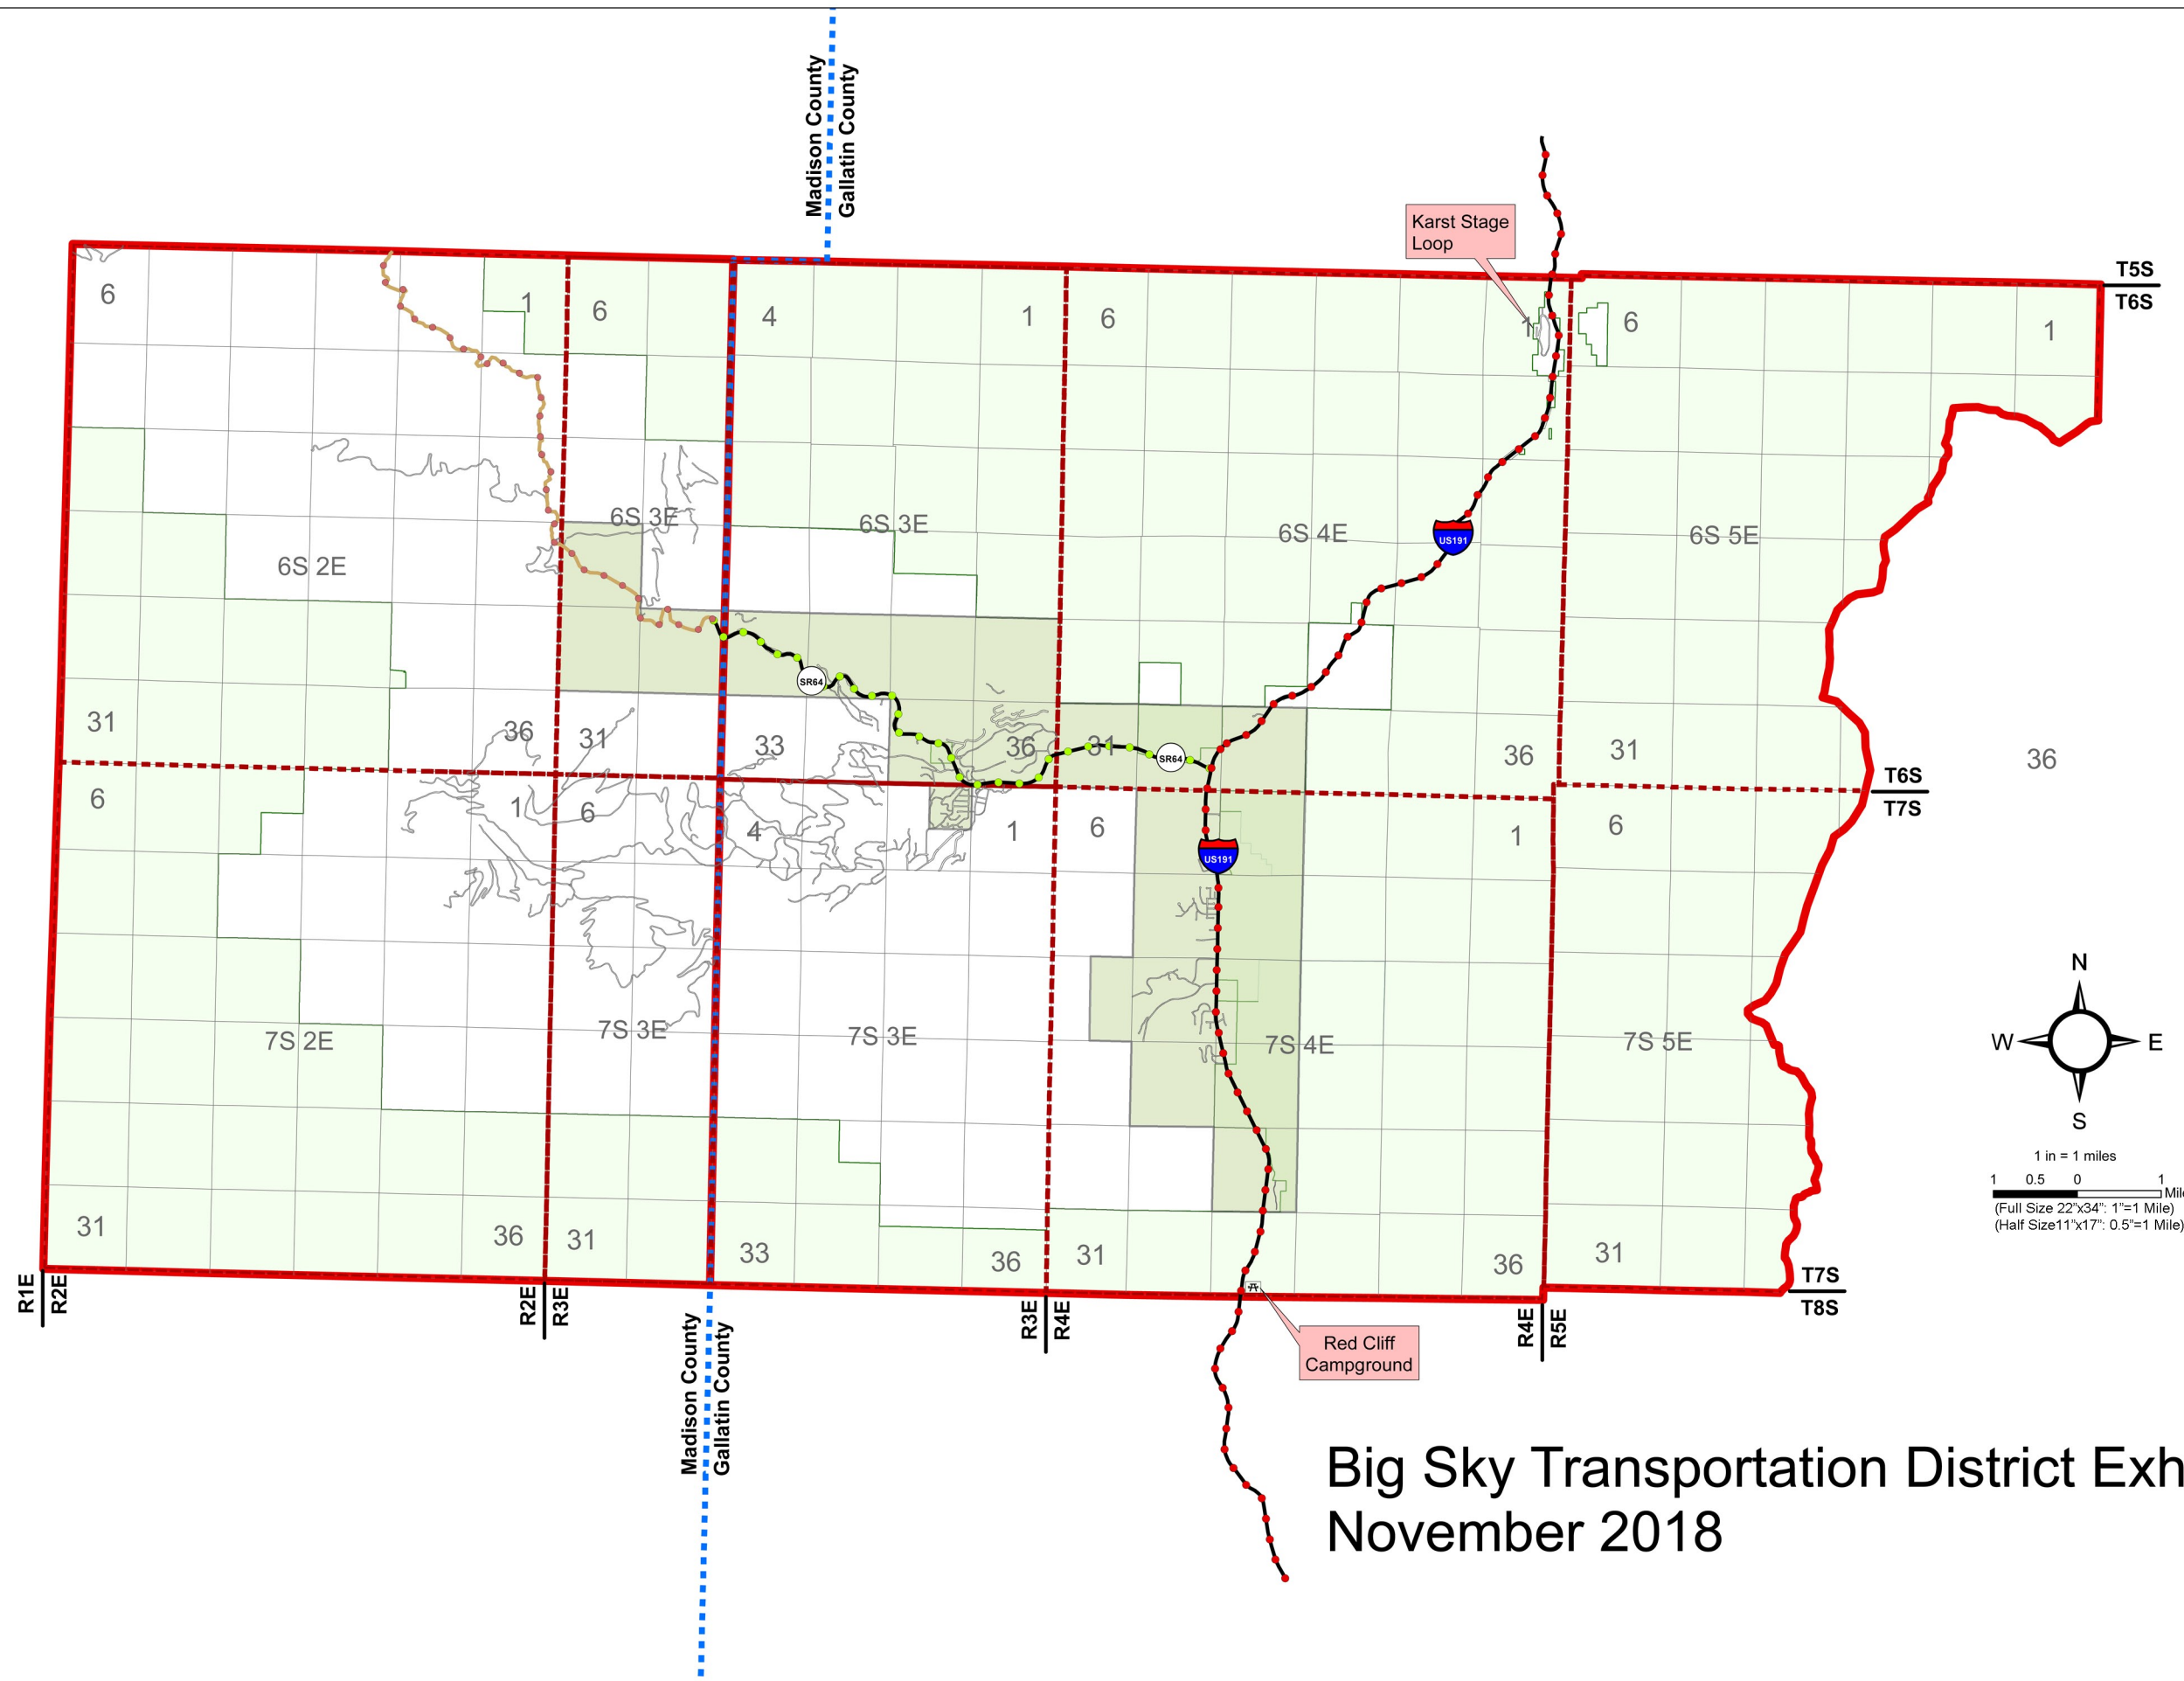 Madison County
Gallatin County
Karst Stage
Loop
T5S
T6S
6
1
6
4
1
6
1
6
1
6S 3E
6S 3E
6S 4E
US191
6S 5E
6S 2E
SR64
31
36
31
33
36
31
SR64
36
31
36
T6S
T7S
6
1
6
4
1
6
1
6
US191
N
W
E
S
7S 2E
7S 3E
7S 3E
7S 4E
7S 5E
1 in = 1 miles
1 0.5 0 1
Mile
(Full Size 22"x34": 1"=1 Mile)
(Half Size11"x17": 0.5"=1 Mile)
31
36
31
33
36
31
36
31
R1E
R2E
R2E
R3E
R3E
R4E
R4E
R5E
T7S
T8S
Madison County
Gallatin County
Red Cliff
Campground
Big Sky Transportation District Exh
November 2018